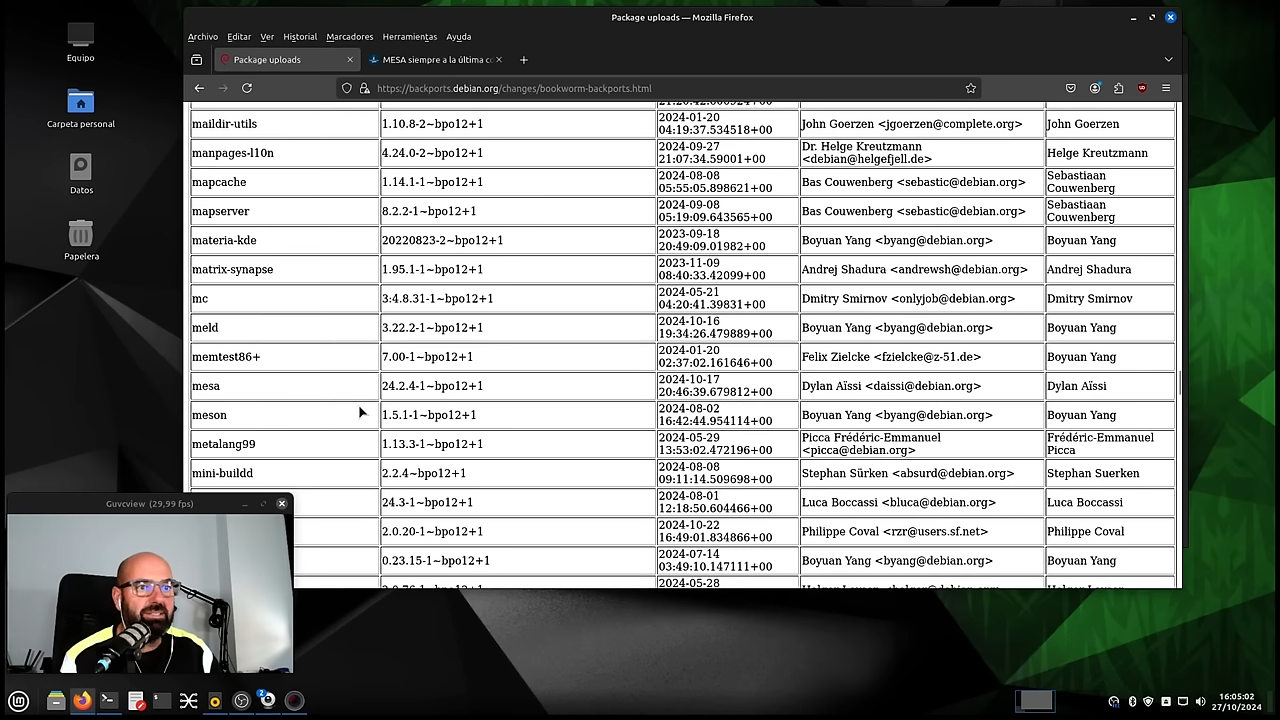 Equipo
Carpeta personal
Datos
Papelera
Package uploads — Mozilla Firefox
Archivo Editar Ver Historial Marcadores Herramientas Ayuda
Package uploads
MESA siempre a la última
https://backports.debian.org/changes/bookworm-backports.html
maildir-utils 1.10.8-2~bpo12+1 2024-01-20 John Goerzen <jgoerzen@complete.org> John Goerzen
04:19:37.534518+00
manpages-l10n 4.24.0-2~bpo12+1 2024-09-27 Dr. Helge Kreutzmann Helge Kreutzmann
21:07:34.59001+00 <debian@helgefjell.de>
mapcache 1.14.1-1~bpo12+1 2024-08-08 Bas Couwenberg <sebastic@debian.org> Sebastiaan
05:55:05.898621+00 Couwenberg
mapserver 8.2.2-1~bpo12+1 2024-09-08 Bas Couwenberg <sebastic@debian.org> Sebastiaan
05:19:09.643565+00 Couwenberg
materia-kde 20220823-2~bpo12+1 2023-09-18 Boyuan Yang <byang@debian.org> Boyuan Yang
20:49:09.01982+00
matrix-synapse 1.95.1-1~bpo12+1 2023-11-09 Andrej Shadura <andrewsh@debian.org> Andrej Shadura
08:40:33.42099+00
mc 3:4.8.31-1~bpo12+1 2024-05-21 Dmitry Smirnov <onlyjob@debian.org> Dmitry Smirnov
04:20:41.39831+00
meld 3.22.2-1~bpo12+1 2024-10-16 Boyuan Yang <byang@debian.org> Boyuan Yang
19:34:26.479889+00
memtest86+ 7.00-1~bpo12+1 2024-01-20 Felix Zielcke <fzielcke@z-51.de> Boyuan Yang
02:37:02.161646+00
mesa 24.2.4-1~bpo12+1 2024-10-17 Dylan Aïssi <daissi@debian.org> Dylan Aïssi
20:46:39.679812+00
meson 1.5.1-1~bpo12+1 2024-08-02 Boyuan Yang <byang@debian.org> Boyuan Yang
16:42:44.954114+00
metalang99 1.13.3-1~bpo12+1 2024-05-29 Picca Frédéric-Emmanuel Frédéric-Emmanuel
13:53:02.472196+00 <picca@debian.org> Picca
mini-buildd 2.2.4~bpo12+1 2024-08-08 Stephan Sürken <absurd@debian.org> Stephan Suerken
09:11:14.509698+00
24.3-1~bpo12+1 2024-08-01 Luca Boccassi <bluca@debian.org> Luca Boccassi
12:18:50.604466+00
2.0.20-1~bpo12+1 2024-10-22 Philippe Coval <rzr@users.sf.net> Philippe Coval
16:49:01.834866+00
0.23.15-1~bpo12+1 2024-07-14 Boyuan Yang <byang@debian.org> Boyuan Yang
03:49:10.147111+00
2024-05-28
Guvcview (29,99 fps)
2
16:05:02
27/10/2024